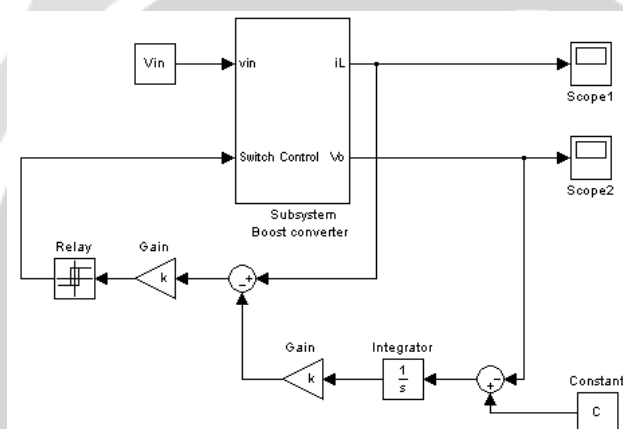 Vin
vin
iL
Scope1
Switch Control
Vo
Scope2
Subsystem
Boost converter
Relay
Gain
k
+
−
Gain
k
Integrator
1
s
−
+
Constant
C